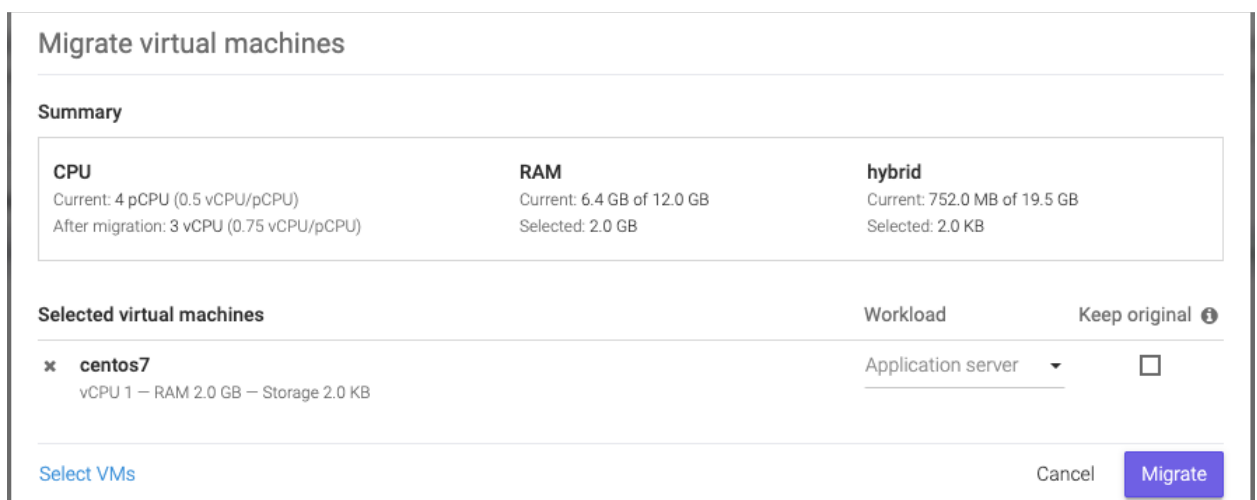 Migrate virtual machines
Summary
CPU
Current: 4 pCPU (0.5 vCPU/pCPU)
After migration: 3 vCPU (0.75 vCPU/pCPU)
RAM
Current: 6.4 GB of 12.0 GB
Selected: 2.0 GB
hybrid
Current: 752.0 MB of 19.5 GB
Selected: 2.0 KB
Selected virtual machines Workload Keep original
centos7 Application server
vCPU 1 — RAM 2.0 GB — Storage 2.0 KB
Select VMs Cancel Migrate